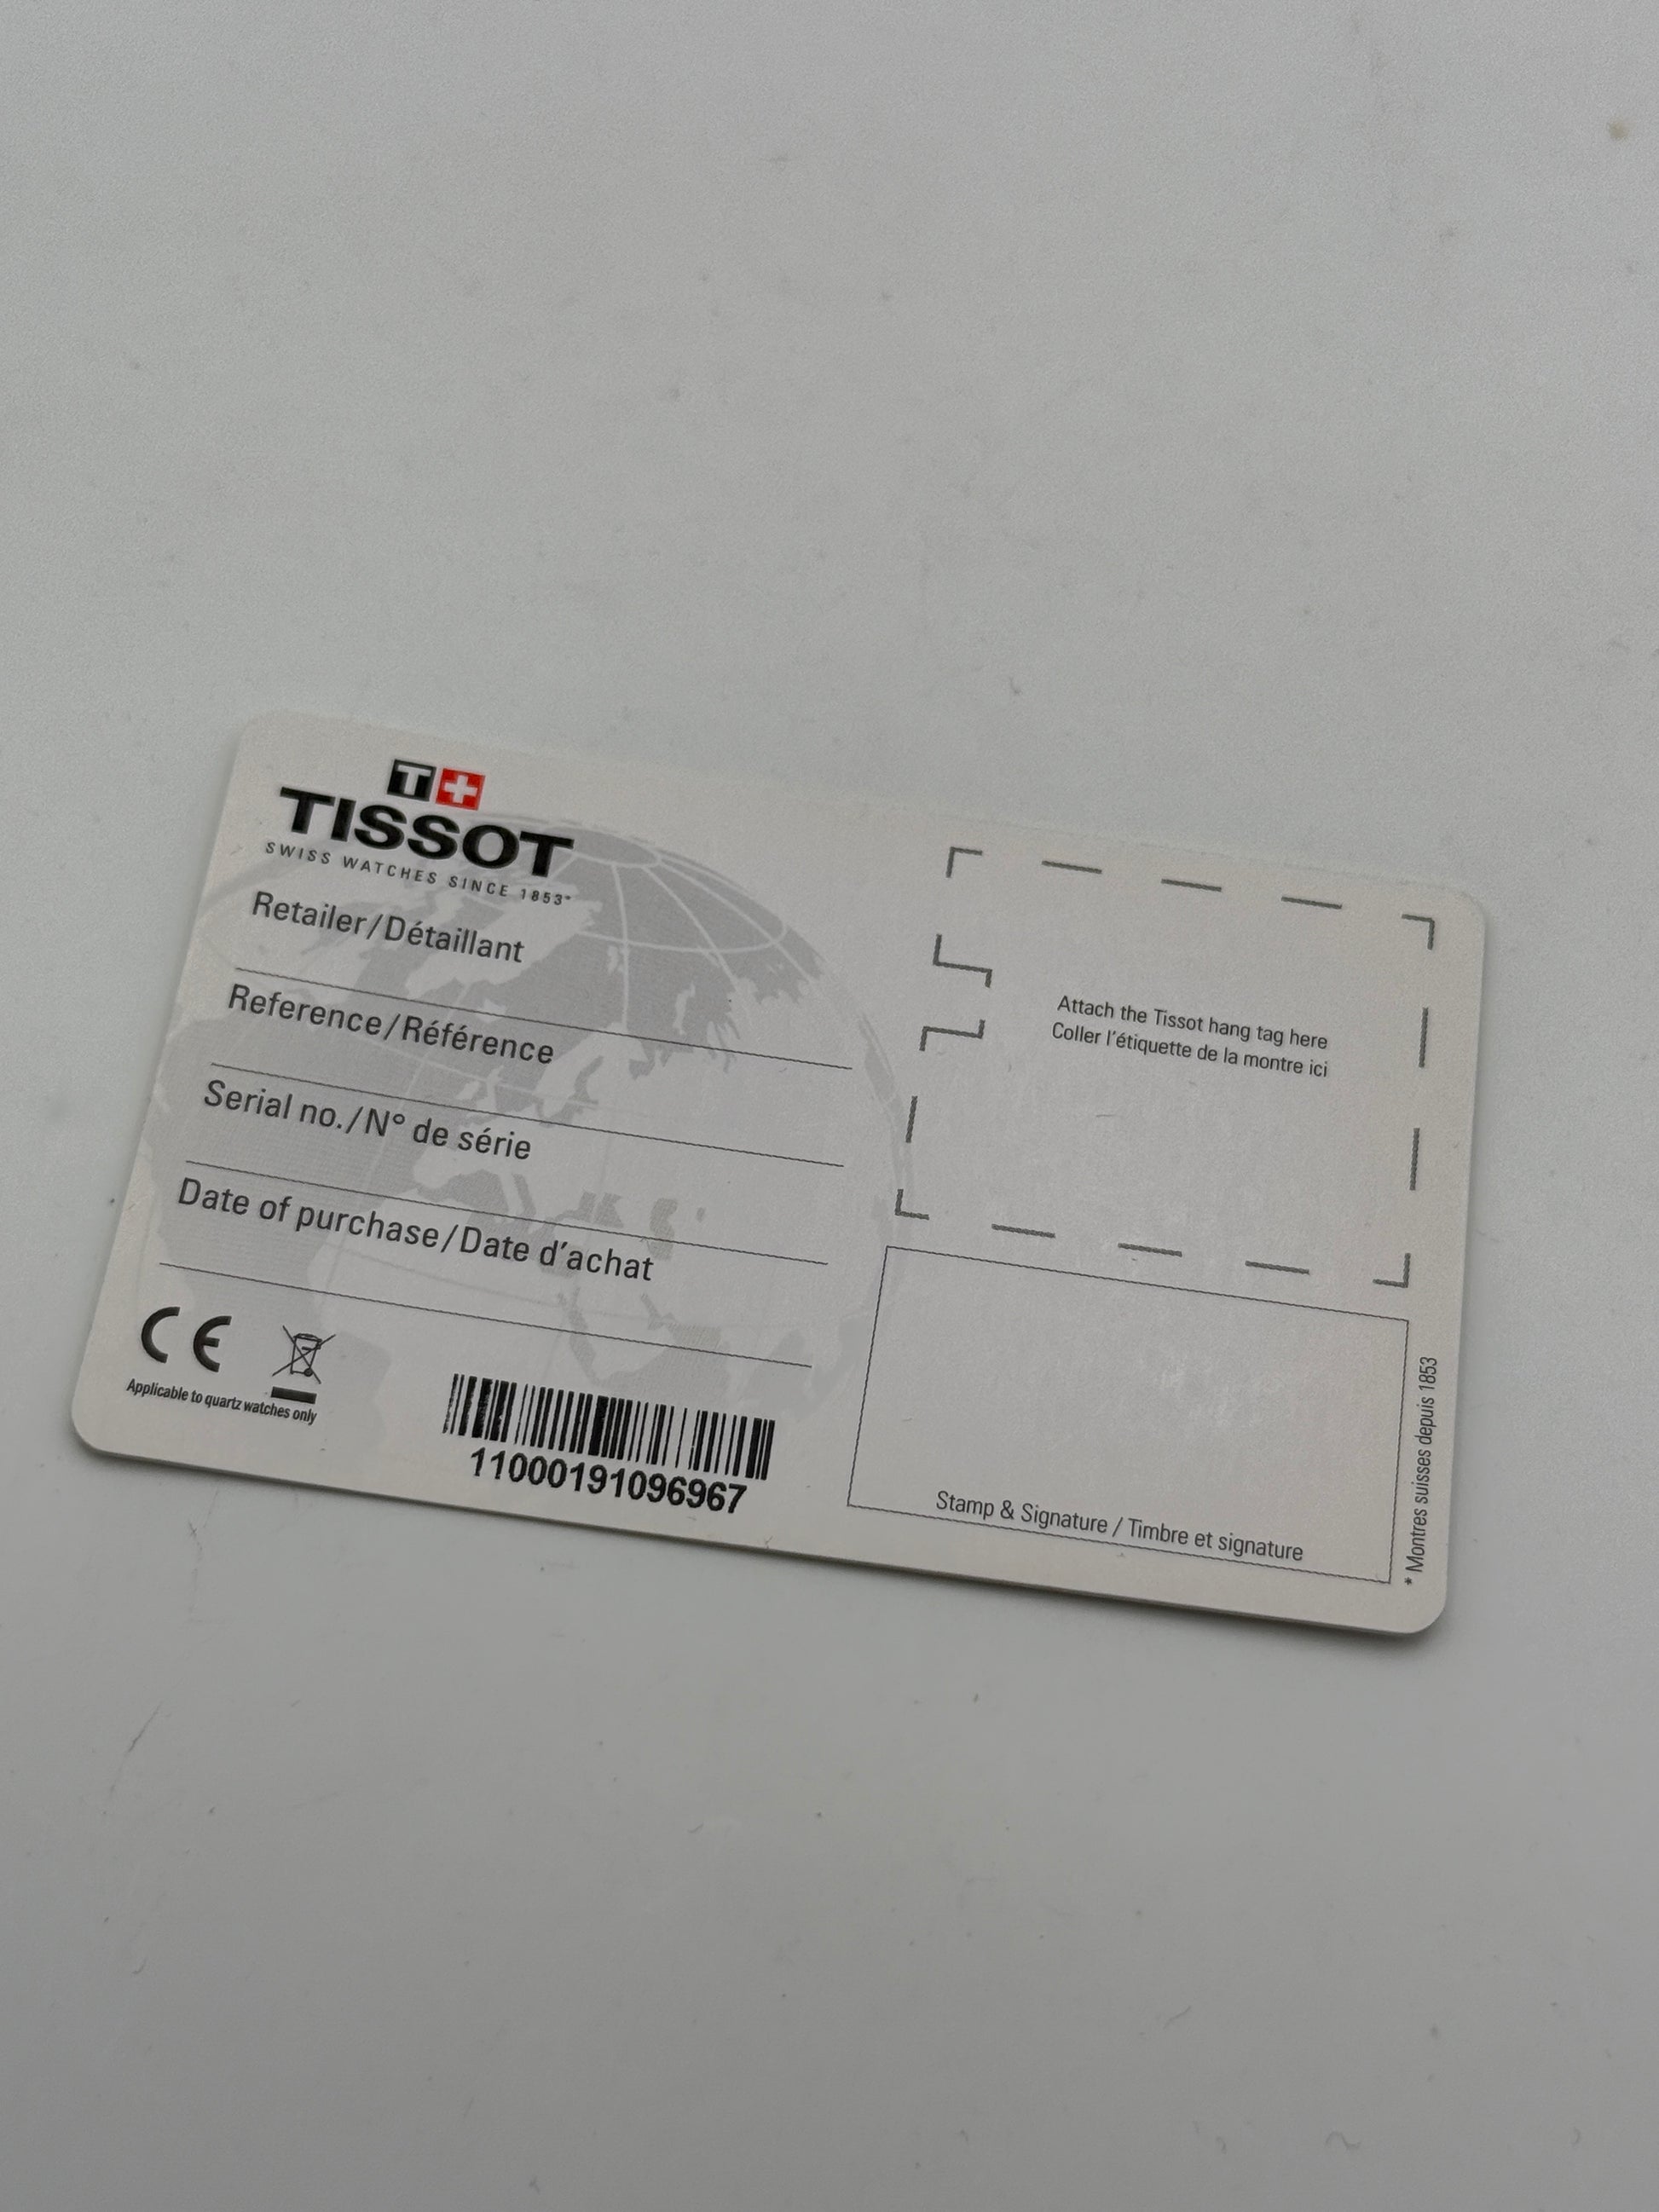 T
TISSOT
SWISS WATCHES SINCE 1853*
Retailer/Détaillant
Reference/Référence
Serial no./N° de série
Date of purchase/Date d'achat
CE
Applicable to quartz watches only
11000191096967
Attach the Tissot hang tag here
Coller l'étiquette de la montre ici
Stamp & Signature / Timbre et signature
* Montres suisses depuis 1853